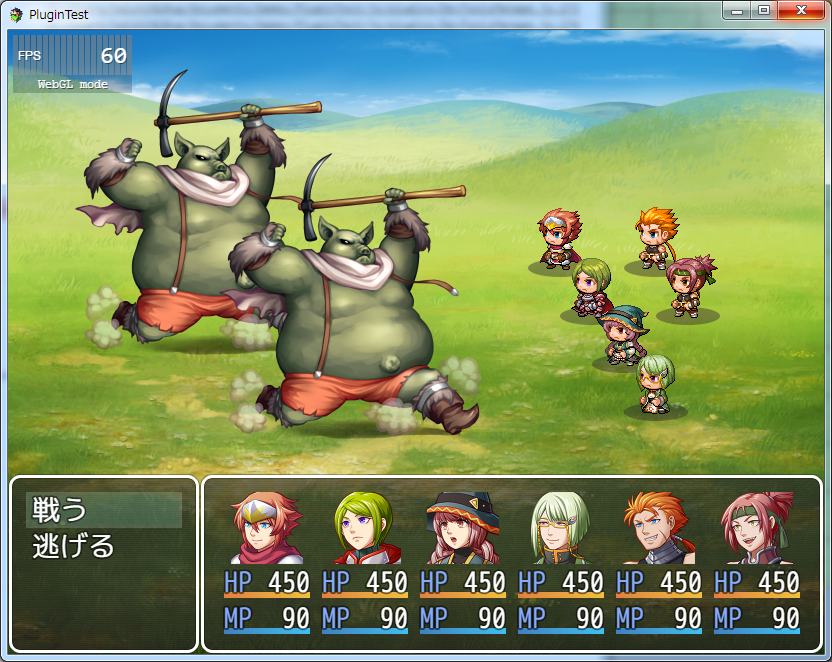 PluginTest
FPS 60
WebGL mode
戦う
逃げる
HP 450 HP 450 HP 450 HP 450 HP 450 HP 450
MP 90 MP 90 MP 90 MP 90 MP 90 MP 90